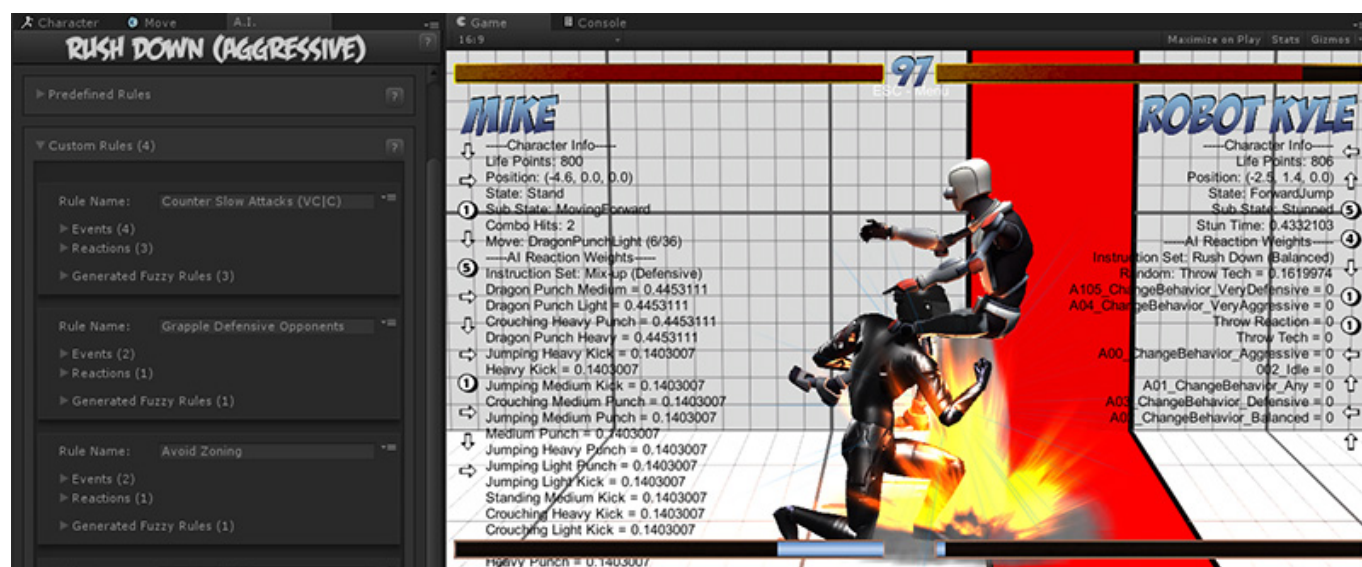 Character Move A.I.
RUSH DOWN (AGGRESSIVE)
Predefined Rules
Custom Rules (4)
Rule Name: Counter Slow Attacks (VC|C)
Events (4)
Reactions (3)
Generated Fuzzy Rules (3)
Rule Name: Grapple Defensive Opponents
Events (2)
Reactions (1)
Generated Fuzzy Rules (1)
Rule Name: Avoid Zoning
Events (2)
Reactions (1)
Generated Fuzzy Rules (1)
Game Console
16:9 Maximize on Play Stats Gizmos
97
ESC - Menu
MIKE
-----Character Info-----
Life Points: 800
Position: (-4.6, 0.0, 0.0)
State: Stand
Sub State: MovingForward
Combo Hits: 2
Move: DragonPunchLight (6/36)
-----AI Reaction Weights-----
Instruction Set: Mix-up (Defensive)
Dragon Punch Medium = 0.4453111
Dragon Punch Light = 0.4453111
Crouching Heavy Punch = 0.4453111
Dragon Punch Heavy = 0.4453111
Jumping Heavy Kick = 0.1403007
Heavy Kick = 0.1403007
Jumping Medium Kick = 0.1403007
Crouching Medium Punch = 0.1403007
Jumping Medium Punch = 0.1403007
Medium Punch = 0.1403007
Jumping Heavy Punch = 0.1403007
Jumping Light Punch = 0.1403007
Jumping Light Kick = 0.1403007
Standing Medium Kick = 0.1403007
Crouching Heavy Kick = 0.1403007
Crouching Light Kick = 0.1403007
Heavy Punch = 0.1403007
1
5
1
ROBOT KYLE
-----Character Info-----
Life Points: 806
Position: (-2.5, 1.4, 0.0)
State: ForwardJump
Sub State: Stunned
Stun Time: 0.4332103
-----AI Reaction Weights-----
Instruction Set: Rush Down (Balanced)
Random: Throw Tech = 0.1619974
A105_ChangeBehavior_VeryDefensive = 0
A04_ChangeBehavior_VeryAggressive = 0
Throw Reaction = 0
Throw Tech = 0
A00_ChangeBehavior_Aggressive = 0
002_Idle = 0
A01_ChangeBehavior_Any = 0
A03_ChangeBehavior_Defensive = 0
ChangeBehavior_Balanced = 0
5
4
1
1